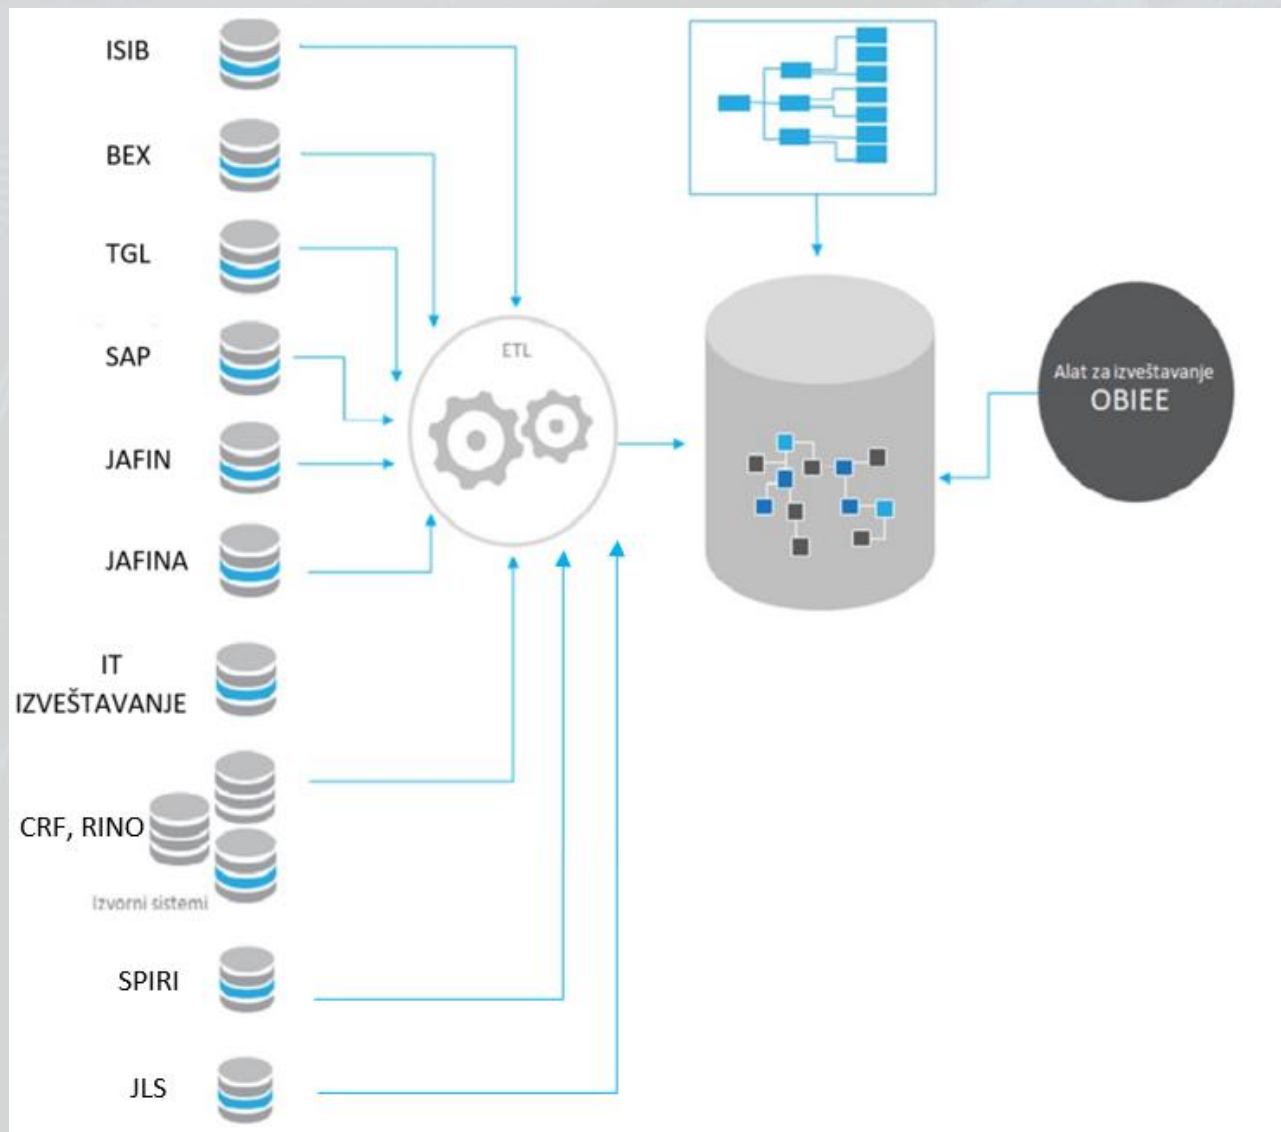 ISIB
BEX
TGL
SAP
JAFIN
JAFINA
IT
IZVEŠTAVANJE
CRF, RINO
Izvorni sistemi
SPIRI
JLS
ETL
Alat za izveštavanje
OBIEE